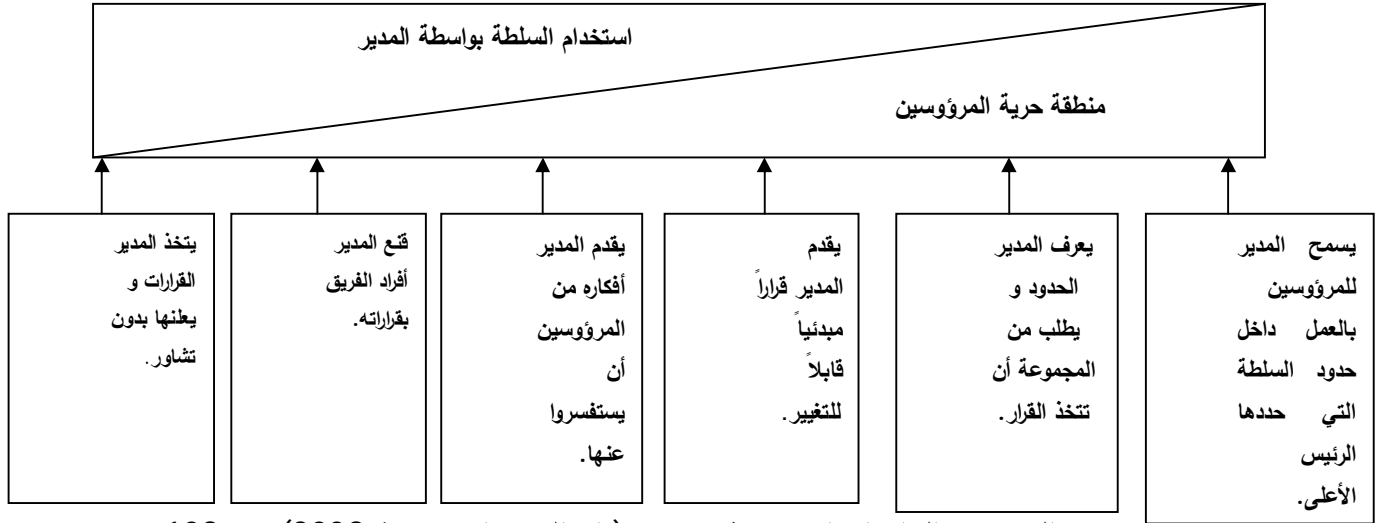 استخدام السلطة بواسطة المدير
منطقة حرية المرؤوسين
يسمح المدير
للمرؤوسين
بالعمل داخل
حدود السلطة
التي حددها
الرئيس
الأعلى.
يعرف المدير
الحدود و
يطلب من
المجموعة أن
تتخذ القرار.
يقدم
المدير قراراً
مبدئياً
قابلاً
للتغيير.
يقدم المدير
أفكاره من
المرؤوسين
أن
يستفسروا
عنها.
قنع المدير
أفراد الفريق
بقراراته.
يتخذ المدير
القرارات و
يعلنها بدون
تشاور.